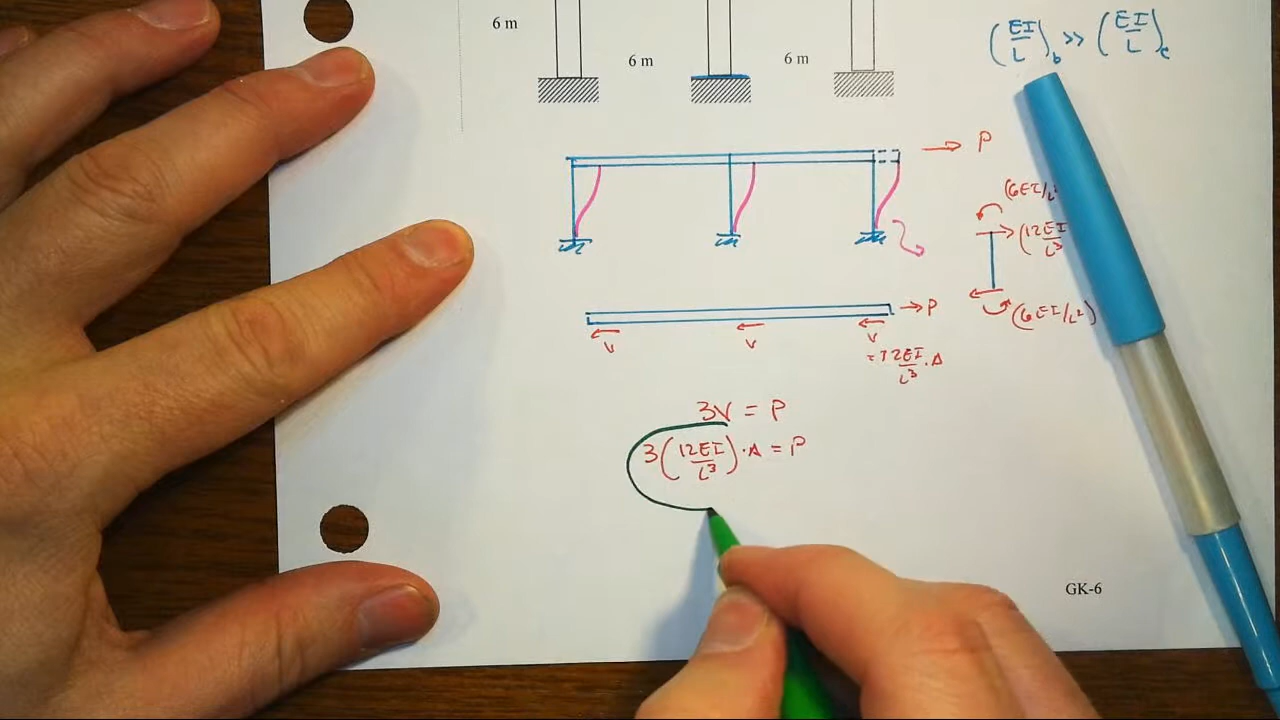 6 m
6 m
6 m
(EI/L)b >> (EI/L)c
P
(6EI/L²
(12EI/L³
(6EI/L²)
P
V V V
= 12EI/L³ · Δ
3V = P
3(12EI/L³) · Δ = P
GK-6